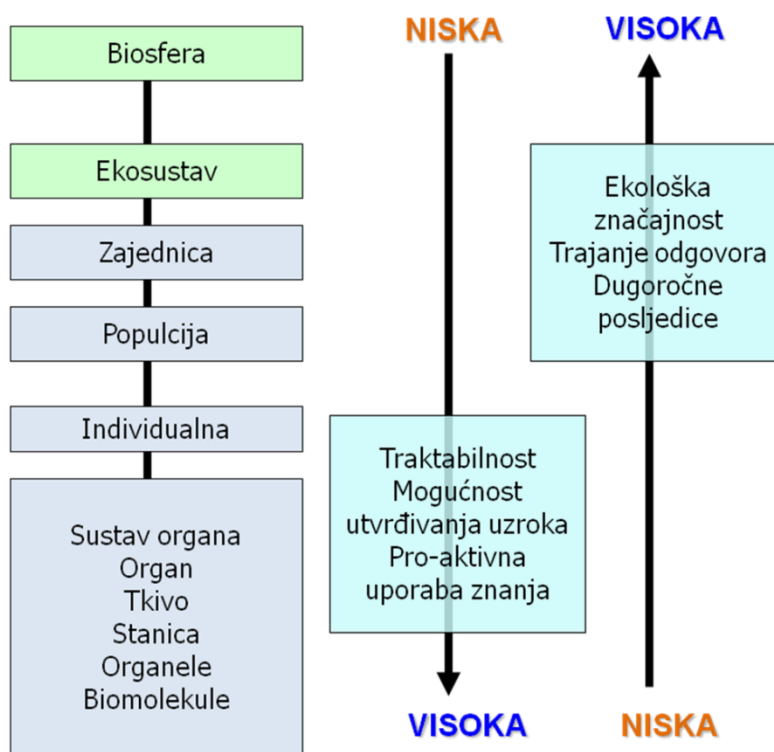 Biosfera
Ekosustav
Zajednica
Populcija
Individualna
Sustav organa
Organ
Tkivo
Stanica
Organele
Biomolekule
NISKA
Traktabilnost
Mogućnost
utvrđivanja uzroka
Pro-aktivna
uporaba znanja
VISOKA
VISOKA
Ekološka
značajnost
Trajanje odgovora
Dugoročne
posljedice
NISKA